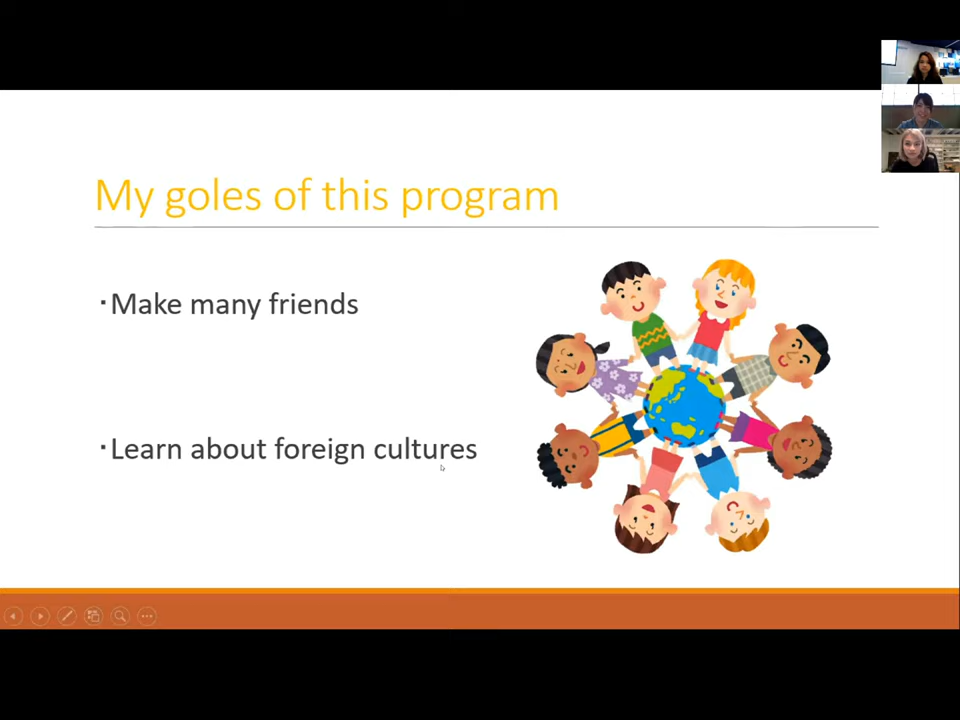 My goles of this program
·Make many friends
·Learn about foreign cultures